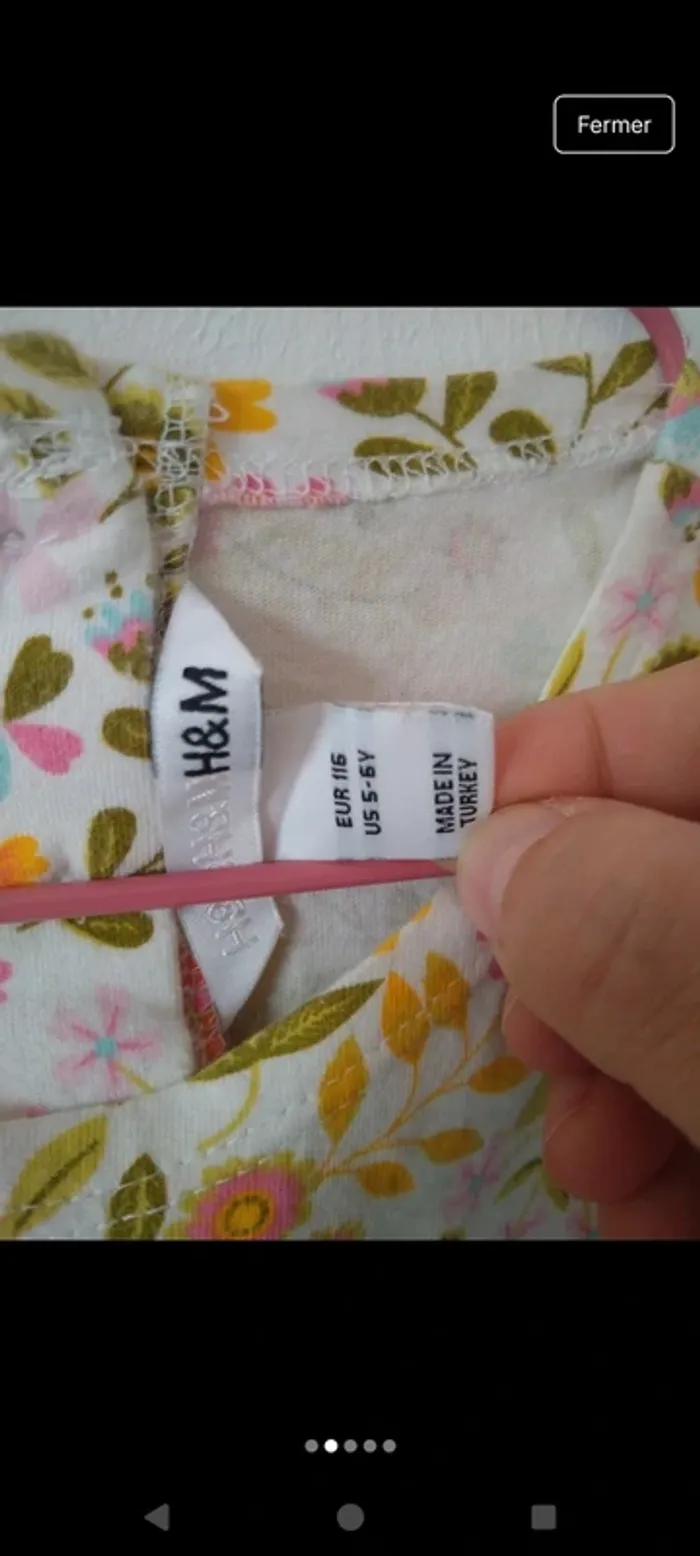 Fermer
H&M
H&M
H&M
EUR 116
US 5-6Y
MADE IN
TURKEY